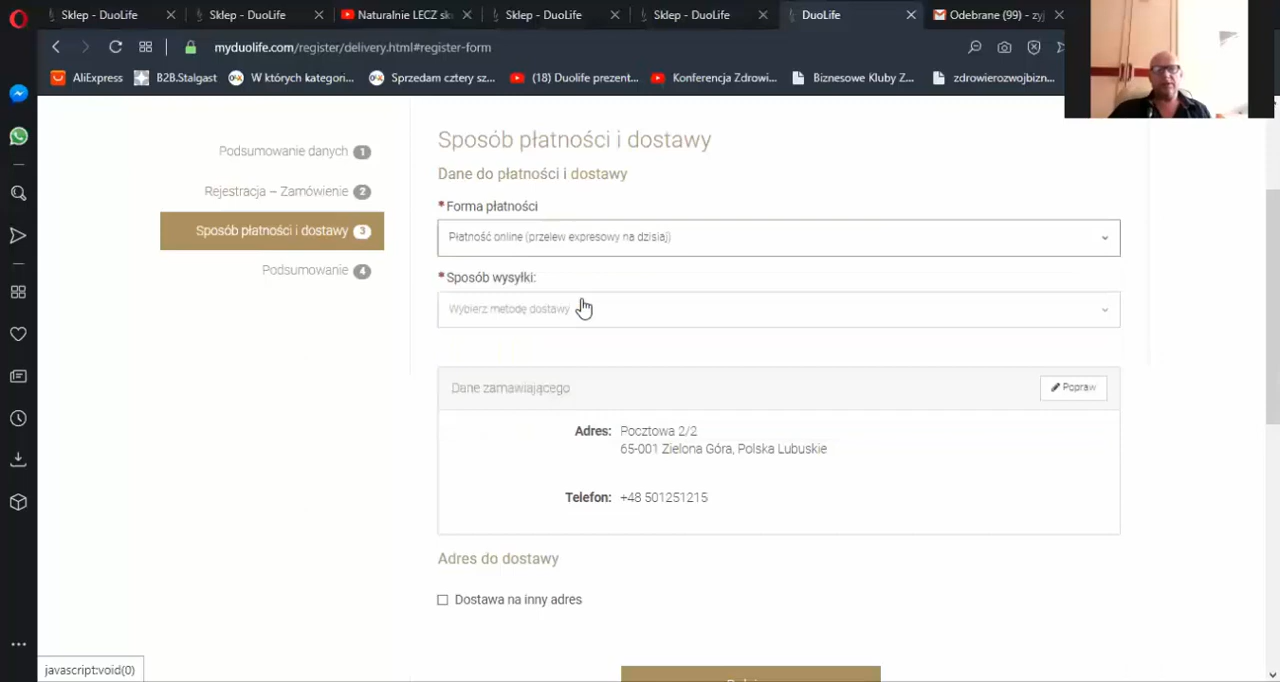 Sklep - DuoLife
Sklep - DuoLife
Naturalnie LECZ sk
Sklep - DuoLife
Sklep - DuoLife
DuoLife
Odebrane (99) - zyj
myduolife.com/register/delivery.html#register-form
AliExpress
B2B.Stalgast
W których kategori...
Sprzedam cztery sz...
(18) Duolife prezent...
Konferencja Zdrowi...
Biznesowe Kluby Z...
zdrowierozwojbizn...
Podsumowanie danych 1
Rejestracja – Zamówienie 2
Sposób płatności i dostawy 3
Podsumowanie 4
Sposób płatności i dostawy
Dane do płatności i dostawy
* Forma płatności
Płatność online (przelew expresowy na dzisiaj)
* Sposób wysyłki:
Wybierz metodę dostawy
Dane zamawiającego
Popraw
Adres: Pocztowa 2/2
65-001 Zielona Góra, Polska Lubuskie
Telefon: +48 501251215
Adres do dostawy
Dostawa na inny adres
javascript:void(0)